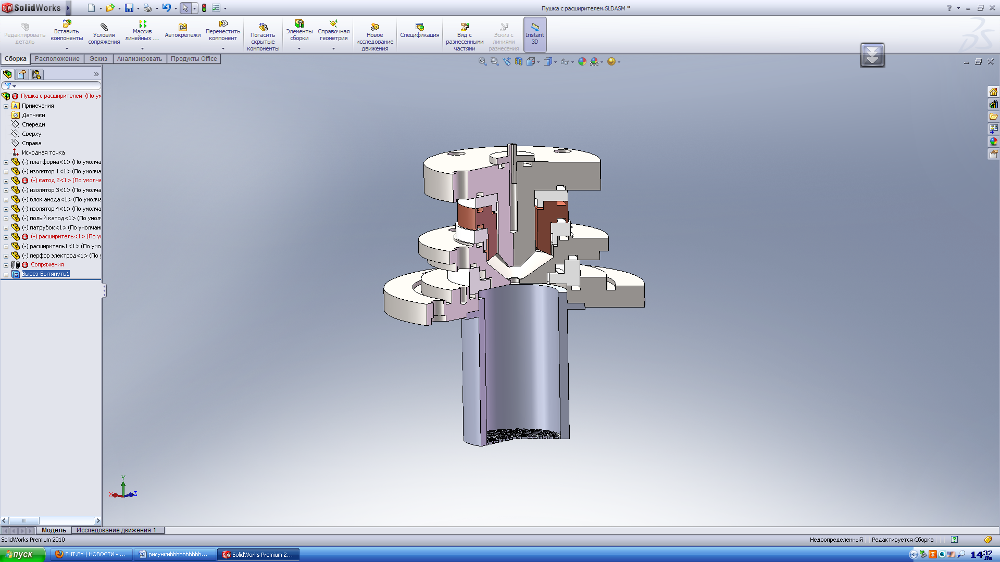 SolidWorks
Пушка с расширителем.SLDASM *
Редактировать деталь
Вставить компоненты
Условия сопряжения
Массив линейных ...
Автокрепежи
Переместить компонент
Погасить скрытые компоненты
Элементы сборки
Справочная геометрия
Новое исследование движения
Спецификация
Вид с разнесенными частями
Эскиз с линиями разнесения
Instant 3D
Сборка
Расположение
Эскиз
Анализировать
Продукты Office
Пушка с расширителем (По ум
Примечания
Датчики
Спереди
Сверху
Справа
Исходная точка
(-) платформа<1> (По умолча
(-) изолятор 1<1> (По умолча
(-) катод 2<1> (По умолча
(-) изолятор 3<1> (По умолча
(-) блок анода<1> (По умолча
(-) изолятор 4<1> (По умолча
(-) полый катод<1> (По умол
(-) патрубок<1> (По умолчан
(-) расширитель<1> (По у
(-) расширитель1<1> (По умо
(-) перфор электрод<1> (По у
Сопряжения
Вырез-Вытянуть1
Y
X
Z
Модель
Исследование движения 1
SolidWorks Premium 2010
Недоопределенный
Редактируется Сборка
пуск
TUT.BY | НОВОСТИ - ...
рисункиbbbbbbbbbb...
SolidWorks Premium 2...
14:32